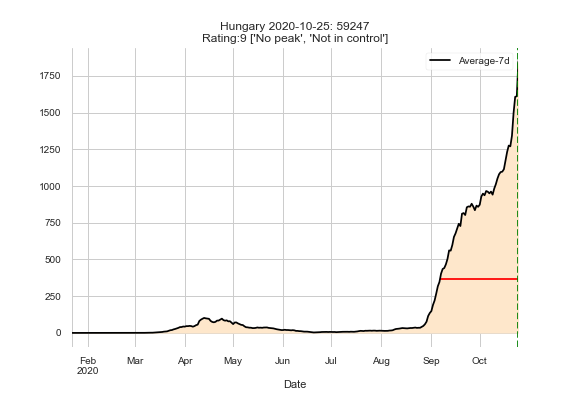 Hungary 2020-10-25: 59247
Rating:9 ['No peak', 'Not in control']
Average-7d
1750
1500
1250
1000
750
500
250
0
Feb Mar Apr May Jun Jul Aug Sep Oct
2020
Date